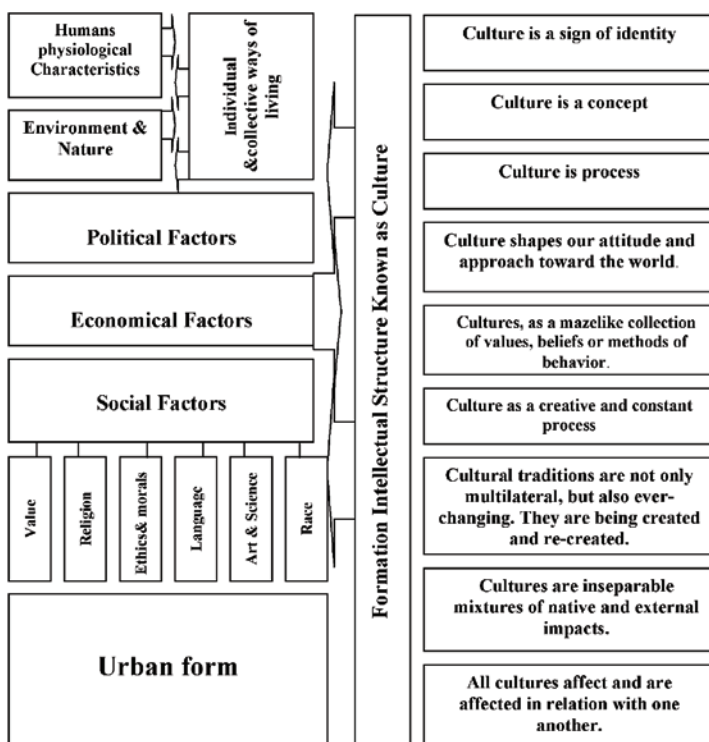 Humans
physiological
Characteristics
Individual
&collective ways of
living
Environment &
Nature
Political Factors
Economical Factors
Social Factors
Value
Religion
Ethics& morals
Language
Art & Science
Race
Urban form
Formation Intellectual Structure Known as Culture
Culture is a sign of identity
Culture is a concept
Culture is process
Culture shapes our attitude and
approach toward the world.
Cultures, as a mazelike collection
of values, beliefs or methods of
behavior.
Culture as a creative and constant
process
Cultural traditions are not only
multilateral, but also ever-
changing. They are being created
and re-created.
Cultures are inseparable
mixtures of native and external
impacts.
All cultures affect and are
affected in relation with one
another.